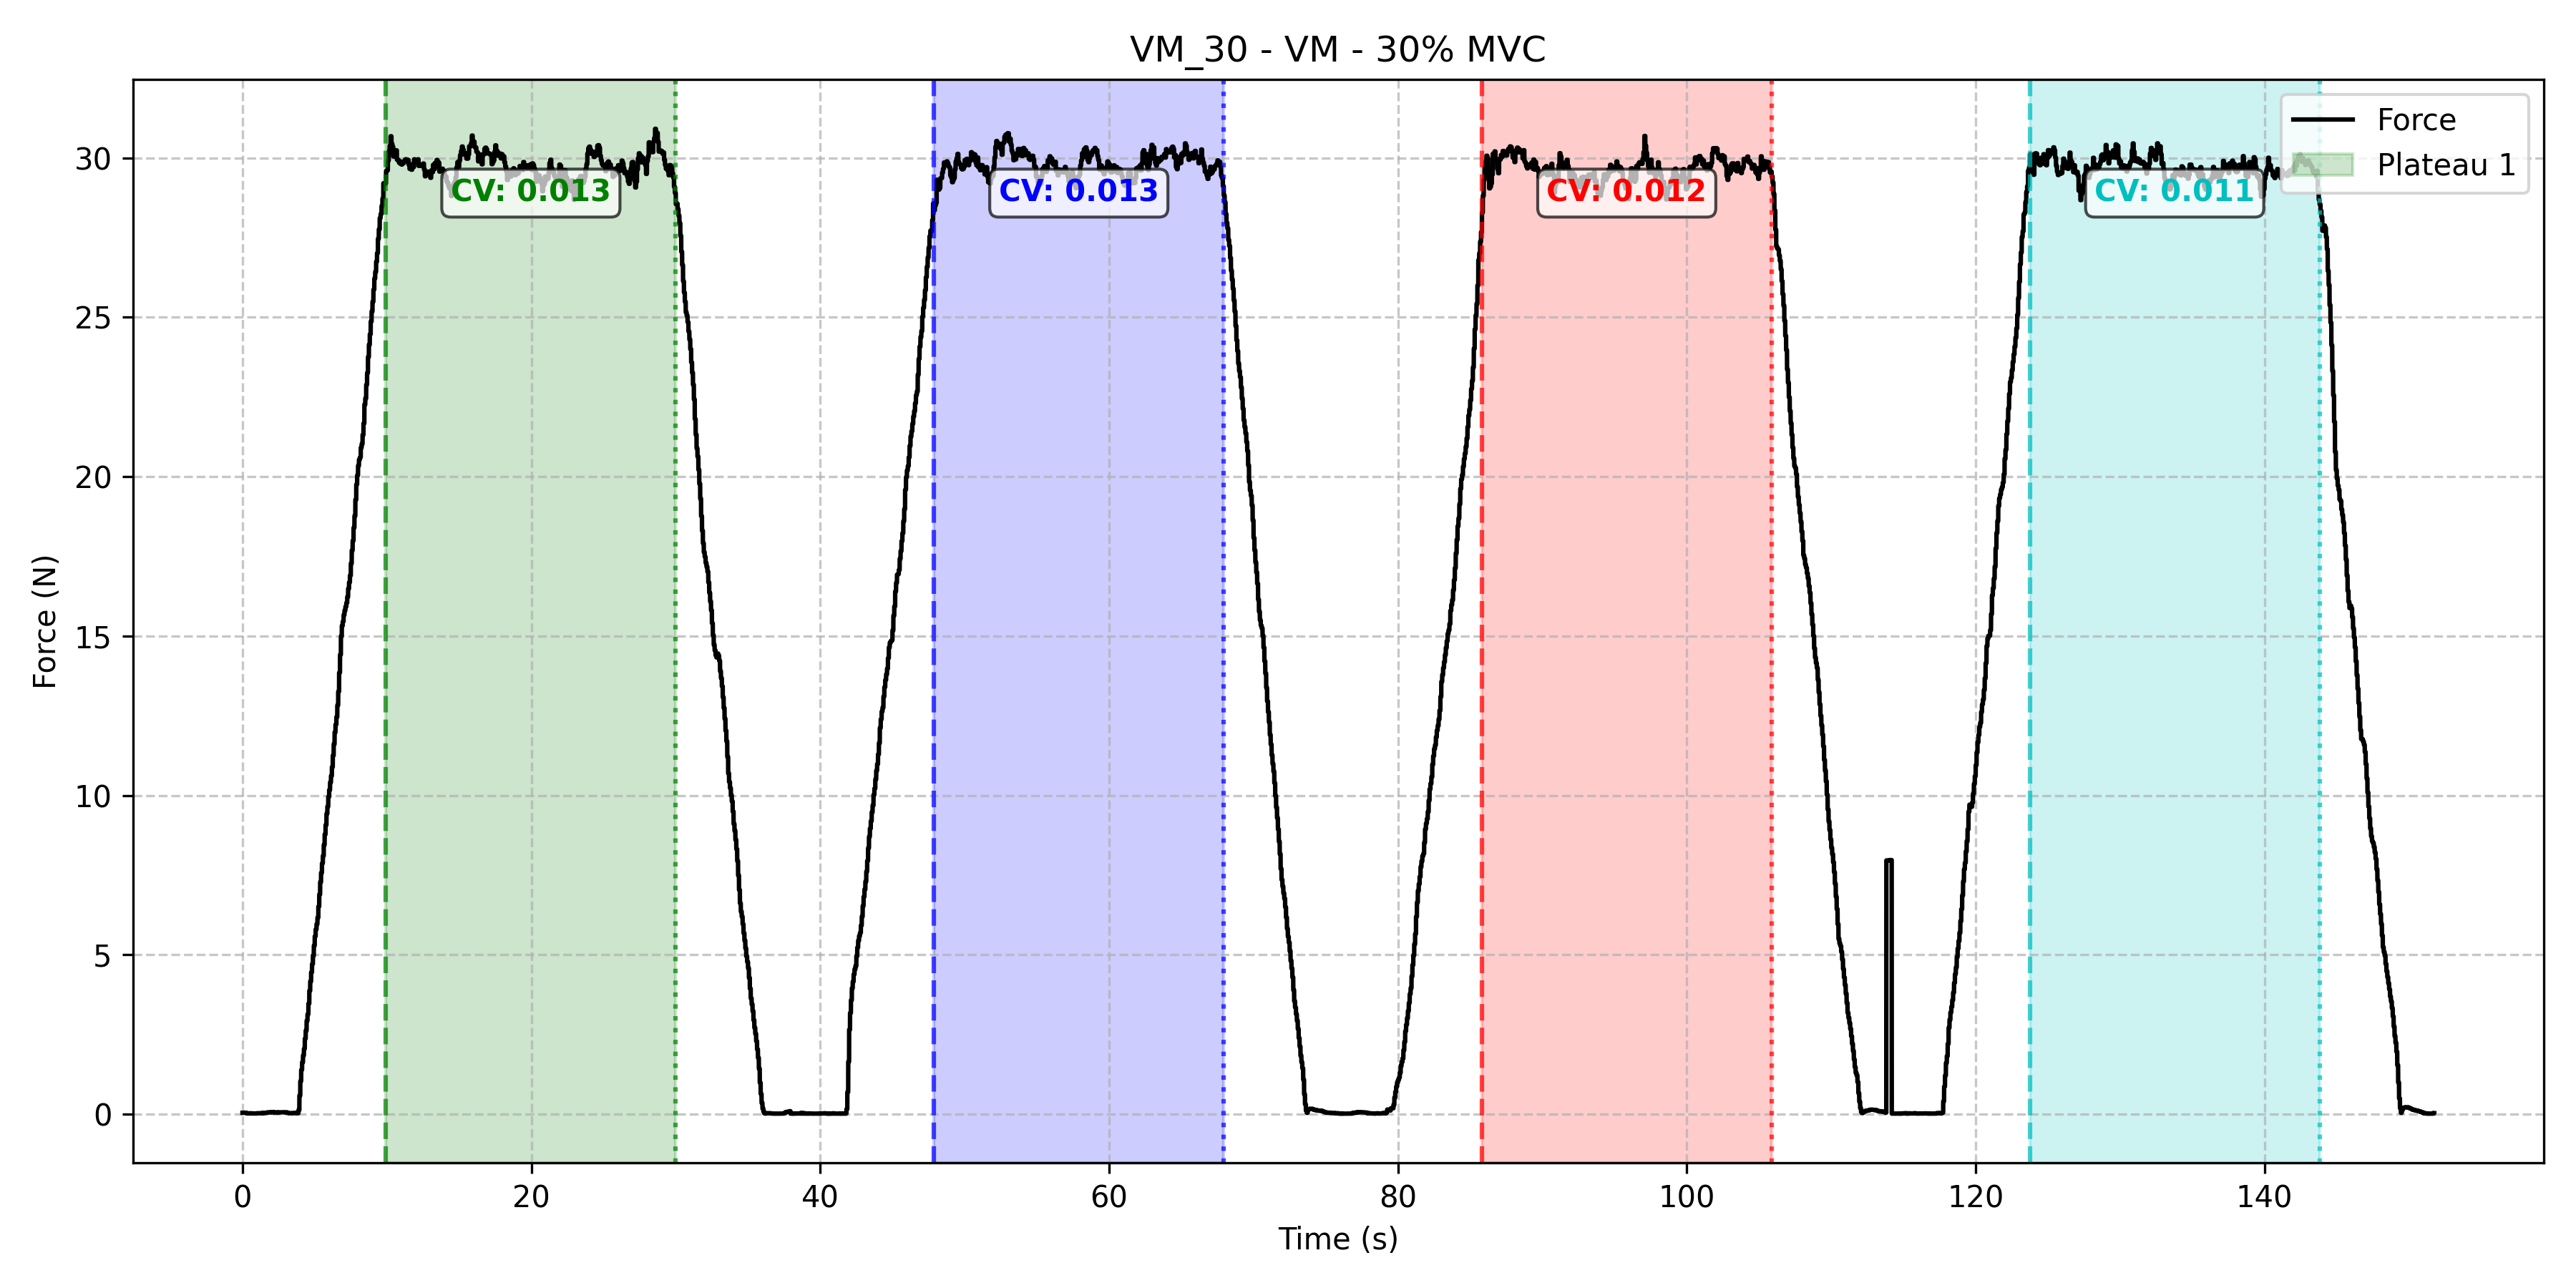 VM_30 - VM - 30% MVC
Force
Plateau 1
CV: 0.013
CV: 0.013
CV: 0.012
CV: 0.011
Force (N)
30
25
20
15
10
5
0
0 20 40 60 80 100 120 140
Time (s)